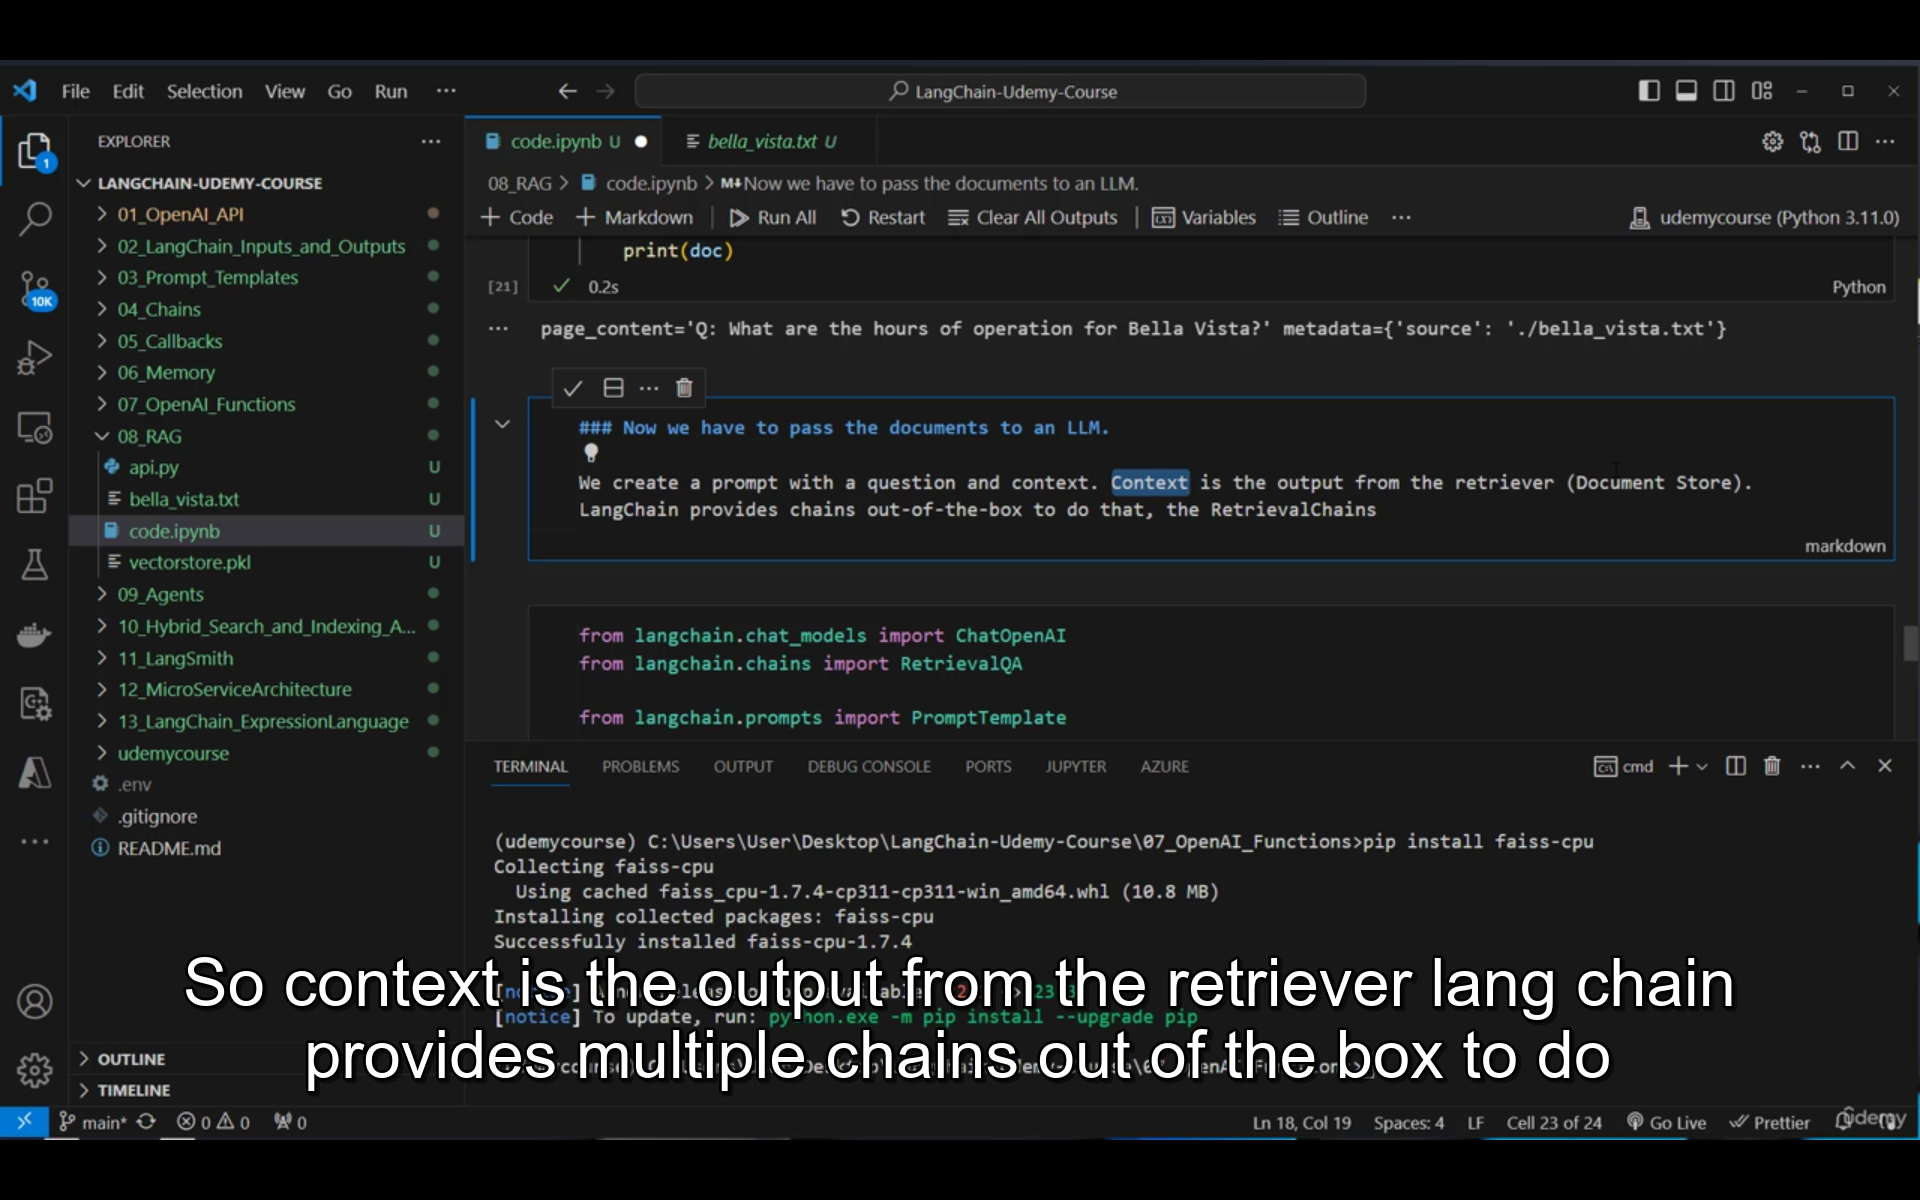 File Edit Selection View Go Run ...
LangChain-Udemy-Course
EXPLORER
LANGCHAIN-UDEMY-COURSE
01_OpenAI_API
02_LangChain_Inputs_and_Outputs
03_Prompt_Templates
04_Chains
05_Callbacks
06_Memory
07_OpenAI_Functions
08_RAG
api.py U
bella_vista.txt U
code.ipynb U
vectorstore.pkl U
09_Agents
10_Hybrid_Search_and_Indexing_A...
11_LangSmith
12_MicroServiceArchitecture
13_LangChain_ExpressionLanguage
udemycourse
.env
.gitignore
README.md
OUTLINE
TIMELINE
1
10K
code.ipynb U
bella_vista.txt U
08_RAG > code.ipynb > M↓Now we have to pass the documents to an LLM.
+ Code + Markdown Run All Restart Clear All Outputs Variables Outline ... udemycourse (Python 3.11.0)
print(doc)
[21] 0.2s Python
page_content='Q: What are the hours of operation for Bella Vista?' metadata={'source': './bella_vista.txt'}
### Now we have to pass the documents to an LLM.
We create a prompt with a question and context. Context is the output from the retriever (Document Store).
LangChain provides chains out-of-the-box to do that, the RetrievalChains
markdown
from langchain.chat_models import ChatOpenAI
from langchain.chains import RetrievalQA
from langchain.prompts import PromptTemplate
TERMINAL PROBLEMS OUTPUT DEBUG CONSOLE PORTS JUPYTER AZURE
cmd
(udemycourse) C:\Users\User\Desktop\LangChain-Udemy-Course\07_OpenAI_Functions>pip install faiss-cpu
Collecting faiss-cpu
Using cached faiss_cpu-1.7.4-cp311-cp311-win_amd64.whl (10.8 MB)
Installing collected packages: faiss-cpu
Successfully installed faiss-cpu-1.7.4
[notice] To update, run: python.exe -m pip install --upgrade pip
So context is the output from the retriever lang chain
provides multiple chains out of the box to do
main* 0 0 0
Ln 18, Col 19 Spaces: 4 LF Cell 23 of 24 Go Live Prettier
Udemy